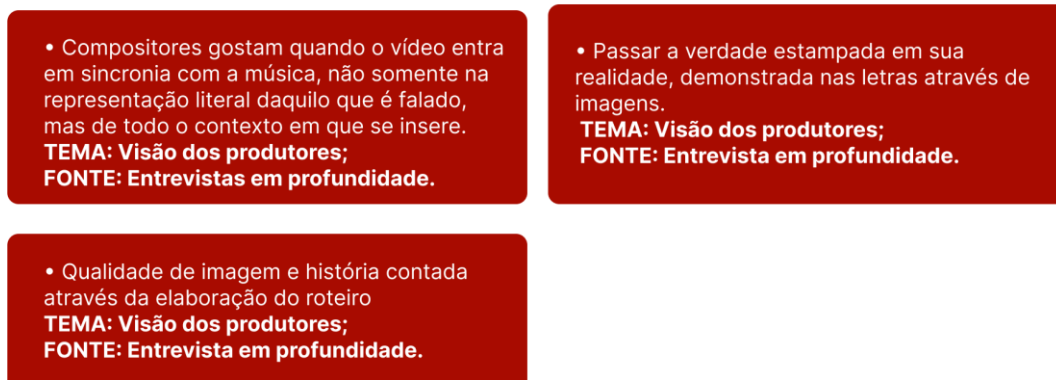 • Compositores gostam quando o vídeo entra
em sincronia com a música, não somente na
representação literal daquilo que é falado,
mas de todo o contexto em que se insere.
TEMA: Visão dos produtores;
FONTE: Entrevistas em profundidade.
• Passar a verdade estampada em sua
realidade, demonstrada nas letras através de
imagens.
TEMA: Visão dos produtores;
FONTE: Entrevista em profundidade.
• Qualidade de imagem e história contada
através da elaboração do roteiro
TEMA: Visão dos produtores;
FONTE: Entrevista em profundidade.